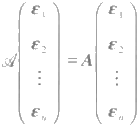 𝒜(ε₁
ε₂
⋮
εₙ) = A(ε₁
ε₂
⋮
εₙ)